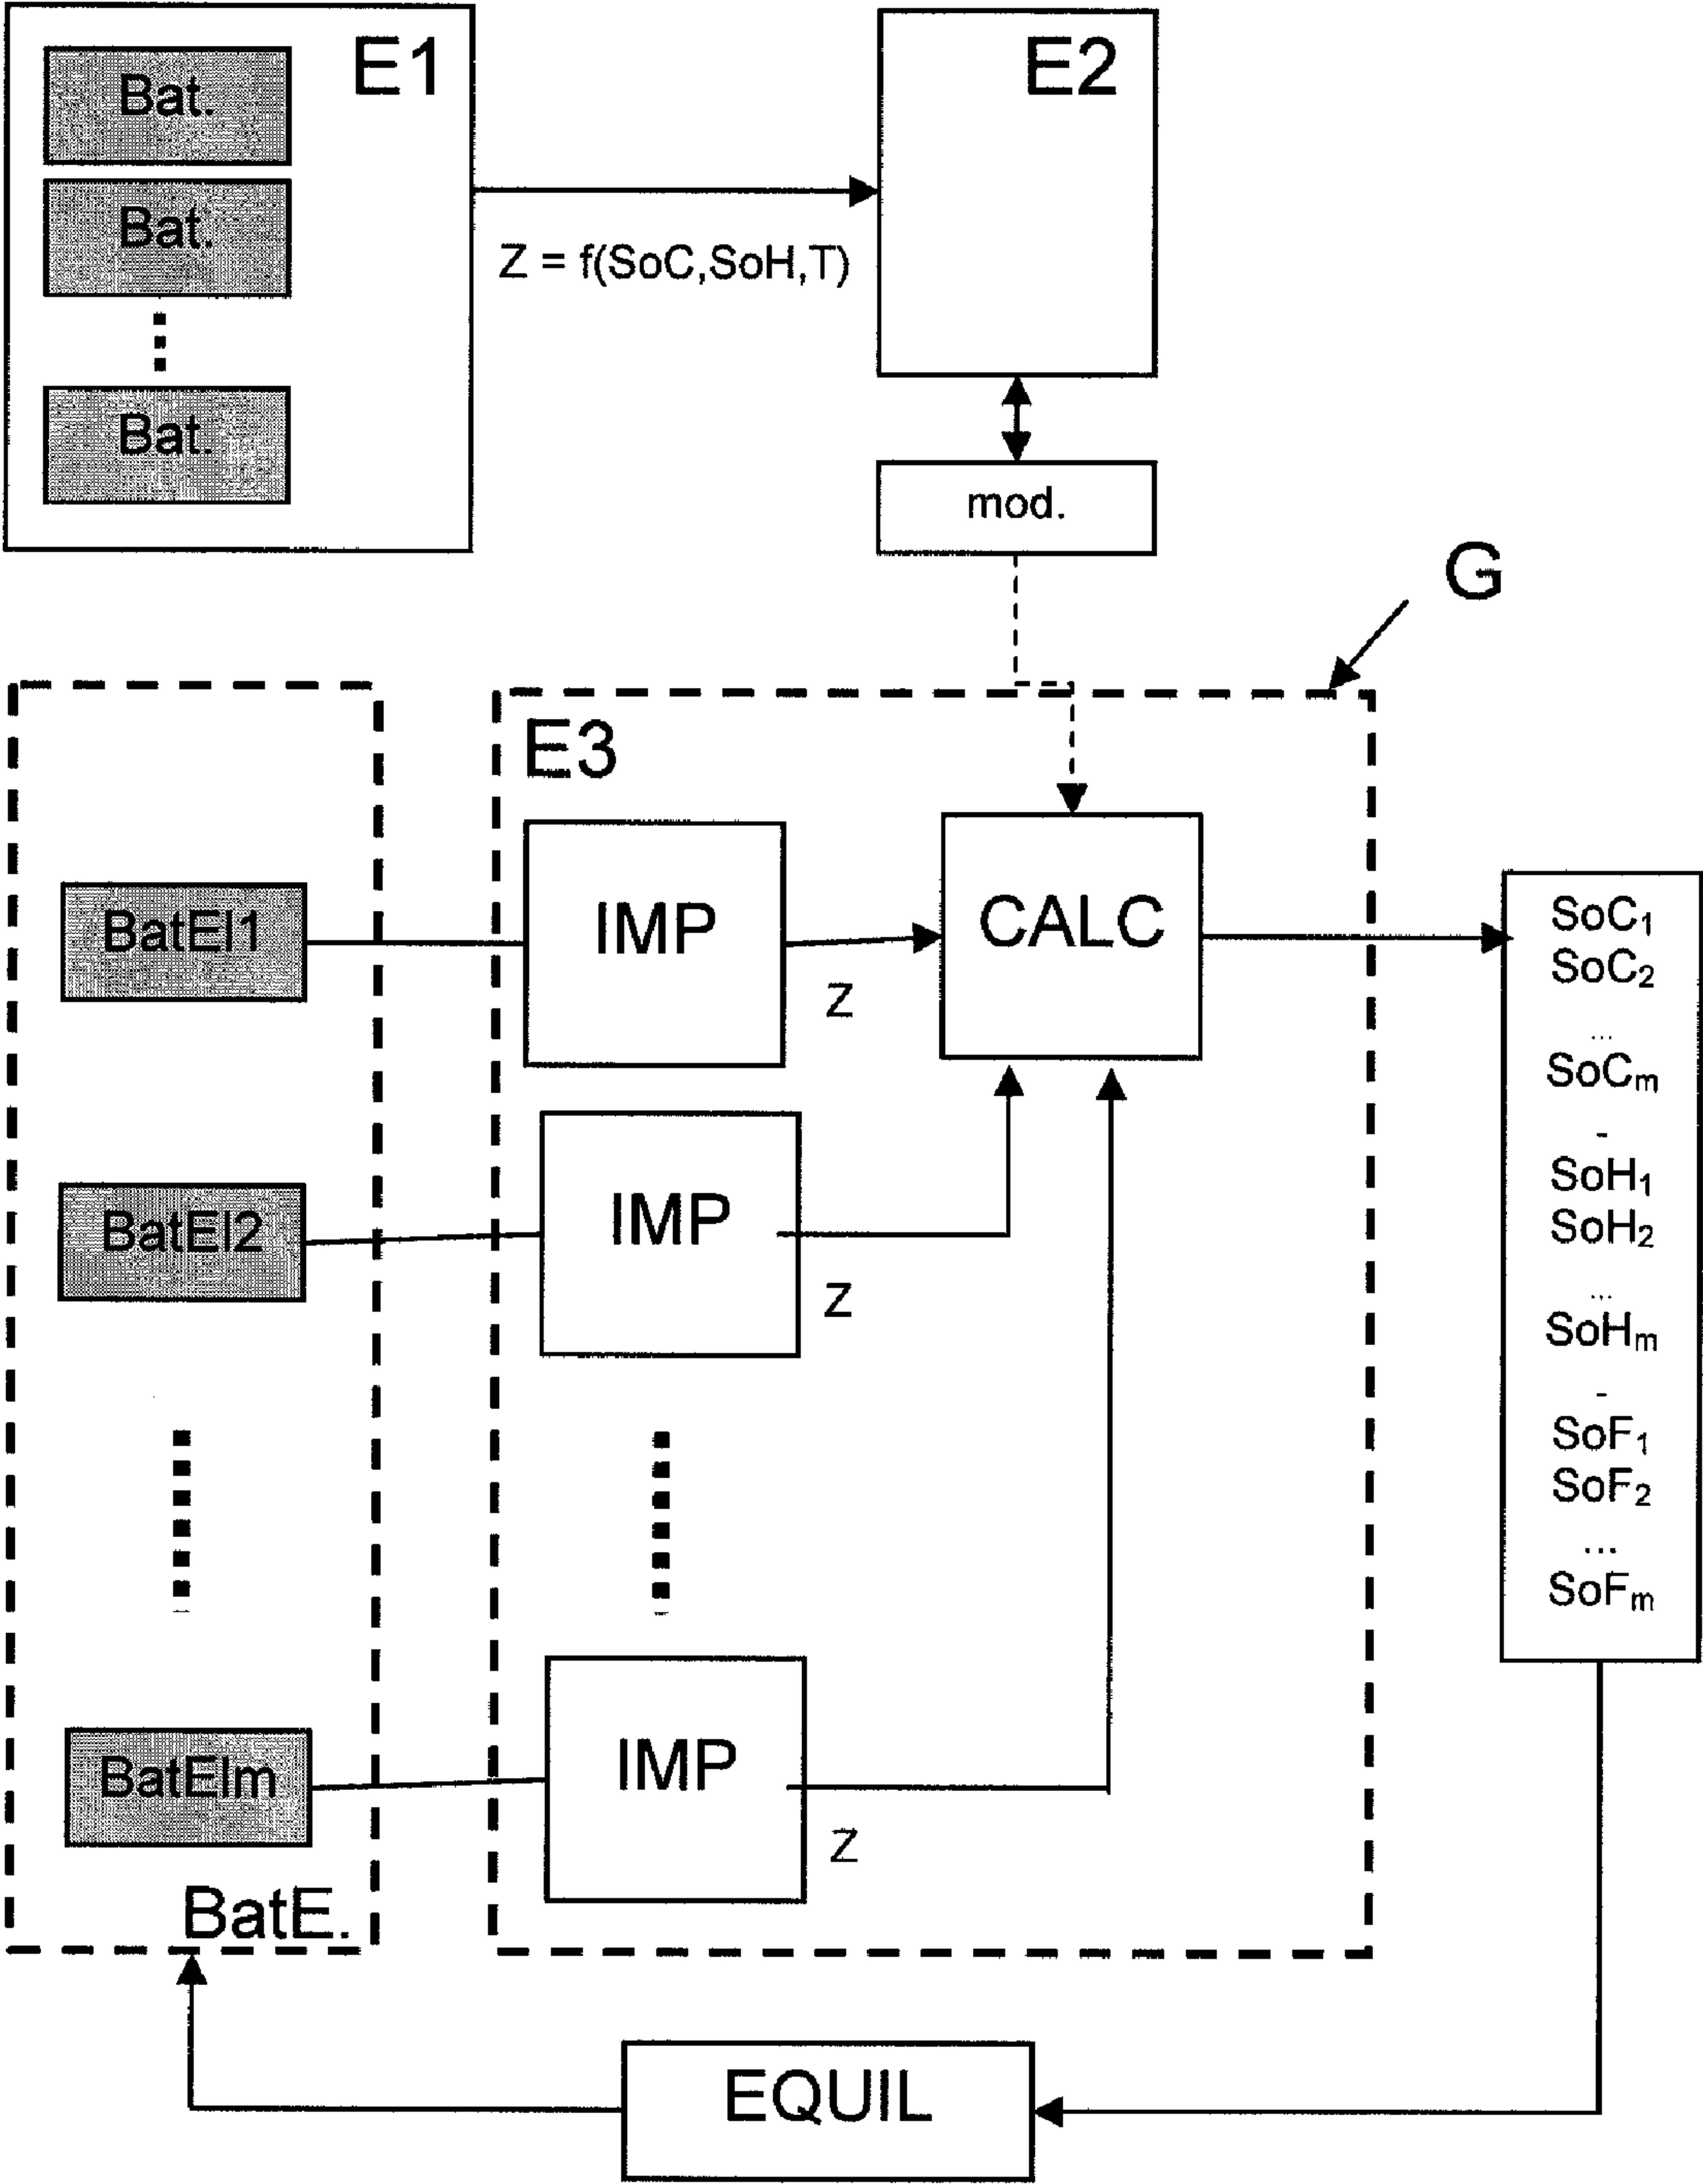 E1
Bat.
Bat.
Bat.
Z = f(SoC,SoH,T)
E2
mod.
G
E3
BatEl1
IMP
Z
CALC
BatEl2
IMP
Z
BatElm
IMP
Z
BatE.
SoC₁
SoC₂
...
SoCₘ
-
SoH₁
SoH₂
...
SoHₘ
-
SoF₁
SoF₂
...
SoFₘ
EQUIL